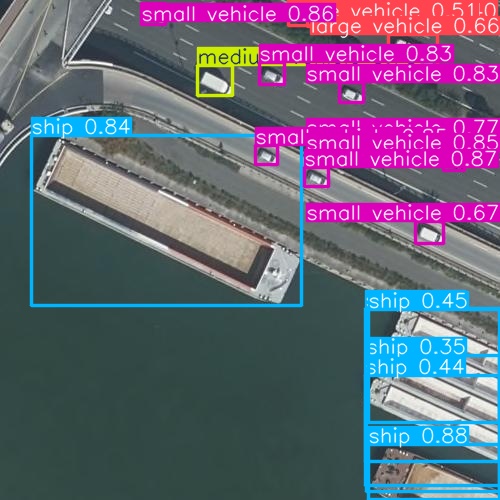 small vehicle 0.86
vehicle 0.51
large vehicle 0.66
mediu
small vehicle 0.83
small vehicle 0.83
ship 0.84
smal
0.77
small vehicle 0.85
small vehicle 0.87
small vehicle 0.67
ship 0.45
ship 0.35
ship 0.44
ship 0.88